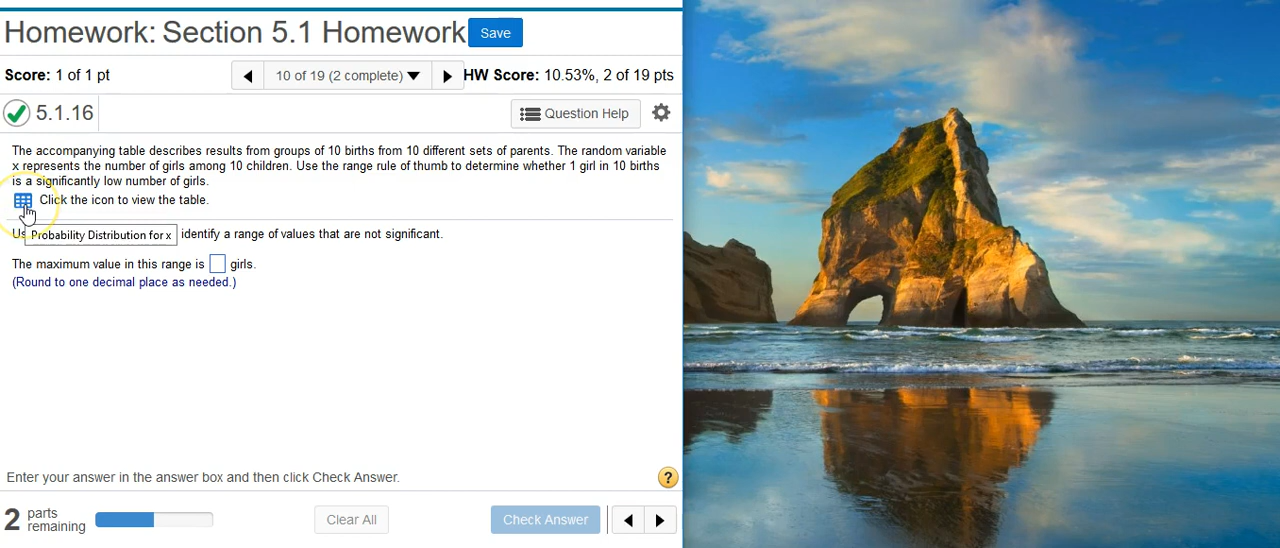 Homework: Section 5.1 Homework Save
Score: 1 of 1 pt 10 of 19 (2 complete) HW Score: 10.53%, 2 of 19 pts
5.1.16 Question Help
The accompanying table describes results from groups of 10 births from 10 different sets of parents. The random variable
x represents the number of girls among 10 children. Use the range rule of thumb to determine whether 1 girl in 10 births
is a significantly low number of girls.
Click the icon to view the table.
Probability Distribution for x identify a range of values that are not significant.
The maximum value in this range is girls.
(Round to one decimal place as needed.)
Enter your answer in the answer box and then click Check Answer. ?
2 parts remaining Clear All Check Answer